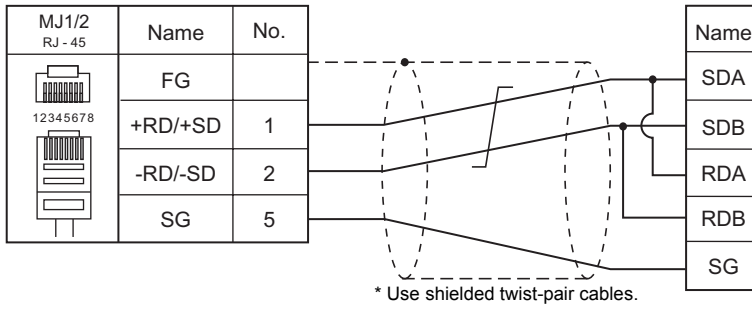 MJ1/2 Name No. Name
RJ - 45
FG SDA
12345678
+RD/+SD 1 SDB
-RD/-SD 2 RDA
RDB
SG 5
SG
* Use shielded twist-pair cables.